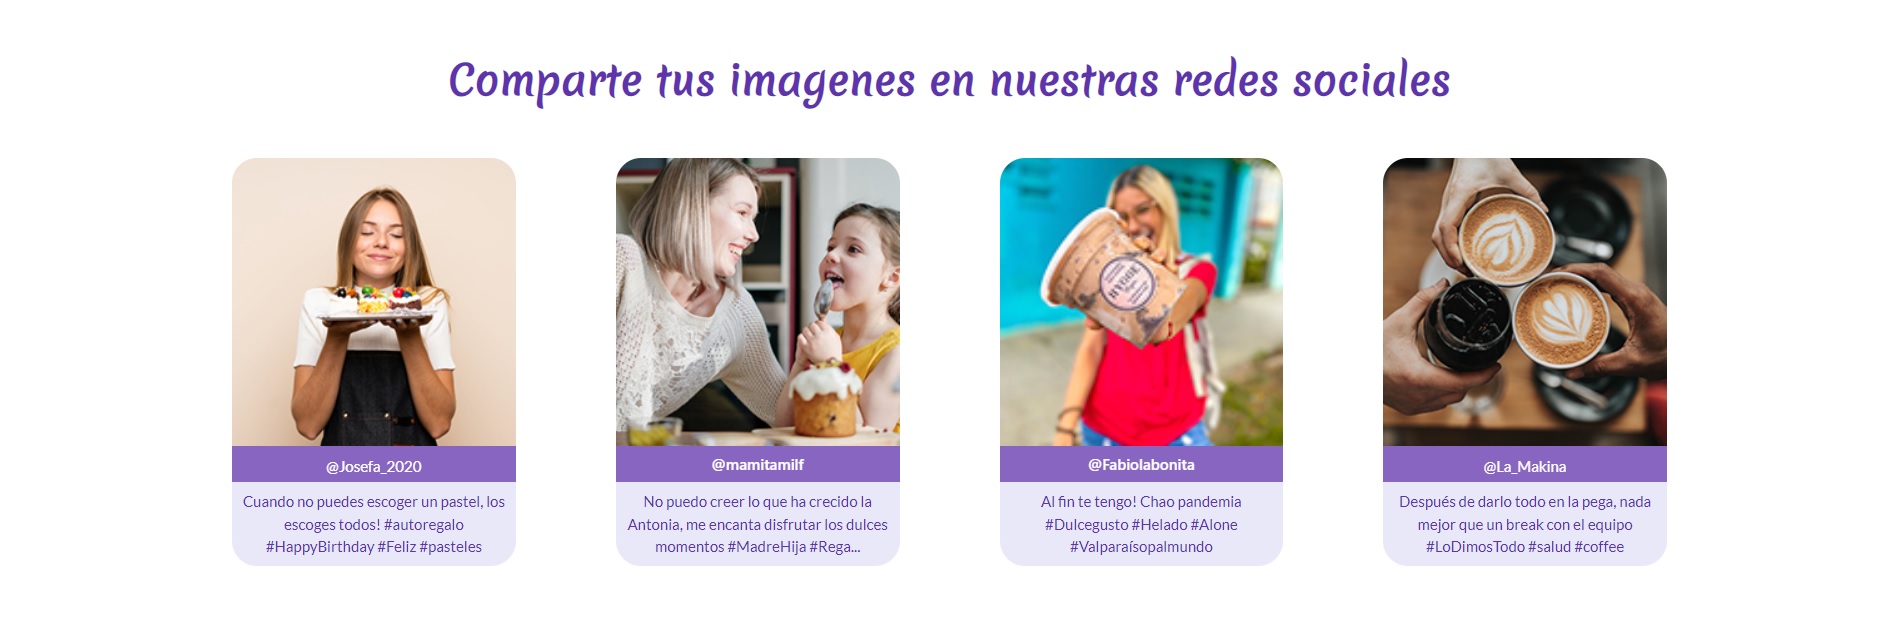 Comparte tus imagenes en nuestras redes sociales
HYGGE
@Josefa_2020
Cuando no puedes escoger un pastel, los
escoges todos! #autoregalo
#HappyBirthday #Feliz #pasteles
@mamitamilf
No puedo creer lo que ha crecido la
Antonia, me encanta disfrutar los dulces
momentos #MadreHija #Rega...
@Fabiolabonita
Al fin te tengo! Chao pandemia
#Dulcegusto #Helado #Alone
#Valparaísopalmundo
@La_Makina
Después de darlo todo en la pega, nada
mejor que un break con el equipo
#LoDimosTodo #salud #coffee